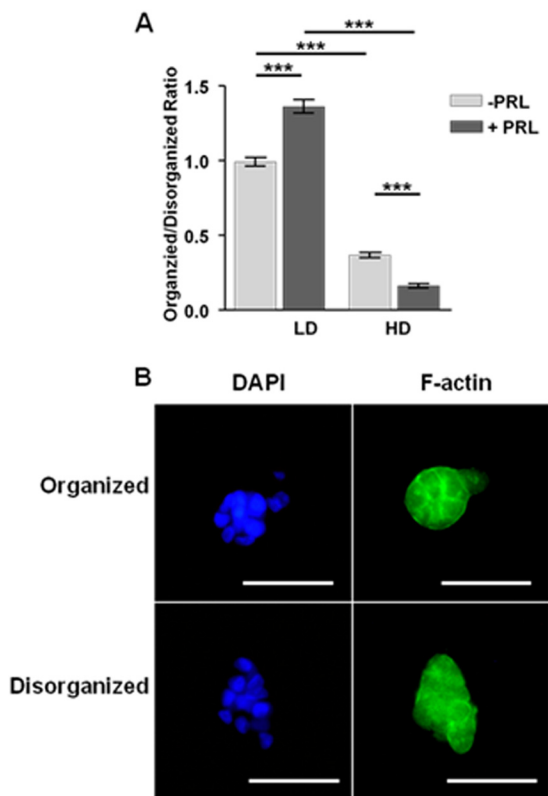 A
***
***
***
***
Organzied/Disorganized Ratio
1.5
1.0
0.5
0.0
LD
HD
-PRL
+ PRL
B
DAPI
F-actin
Organized
Disorganized